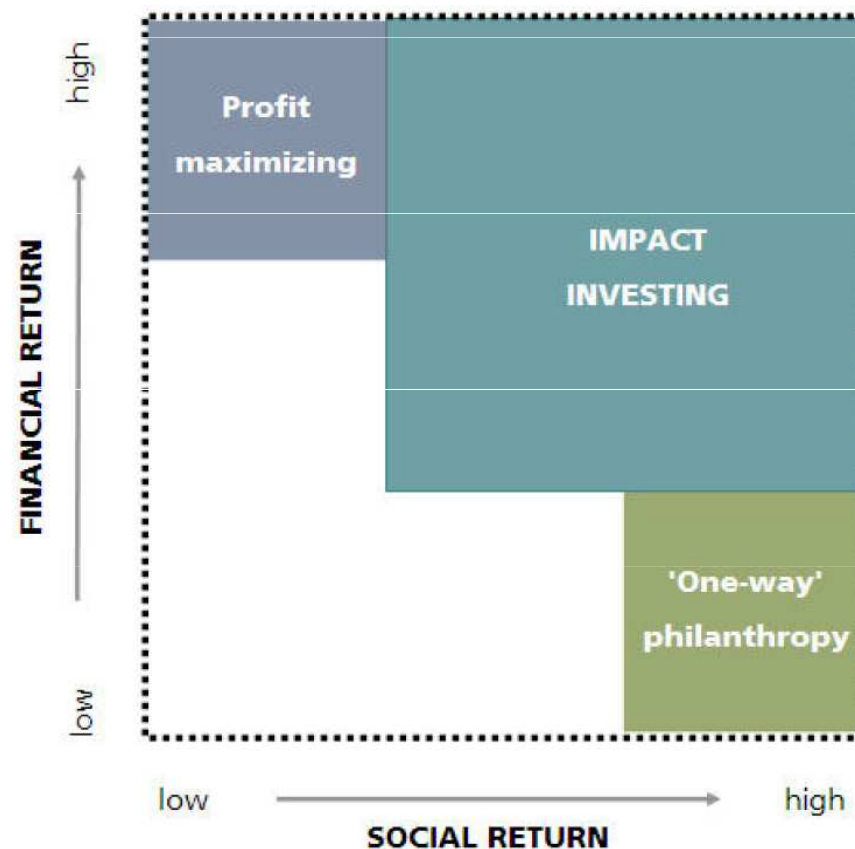 high
Profit
maximizing
IMPACT
INVESTING
FINANCIAL RETURN
'One-way'
philanthropy
low
low
high
SOCIAL RETURN